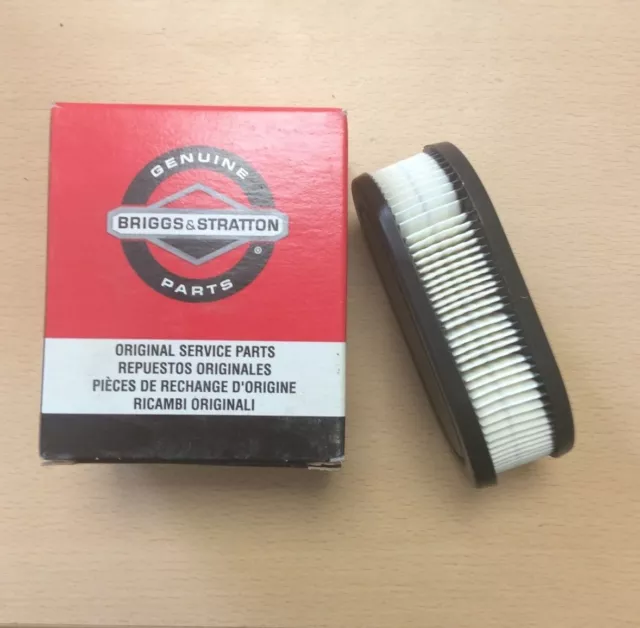 GENUINE
BRIGGS&STRATTON
®
PARTS
ORIGINAL SERVICE PARTS
REPUESTOS ORIGINALES
PIÈCES DE RECHANGE D'ORIGINE
RICAMBI ORIGINALI